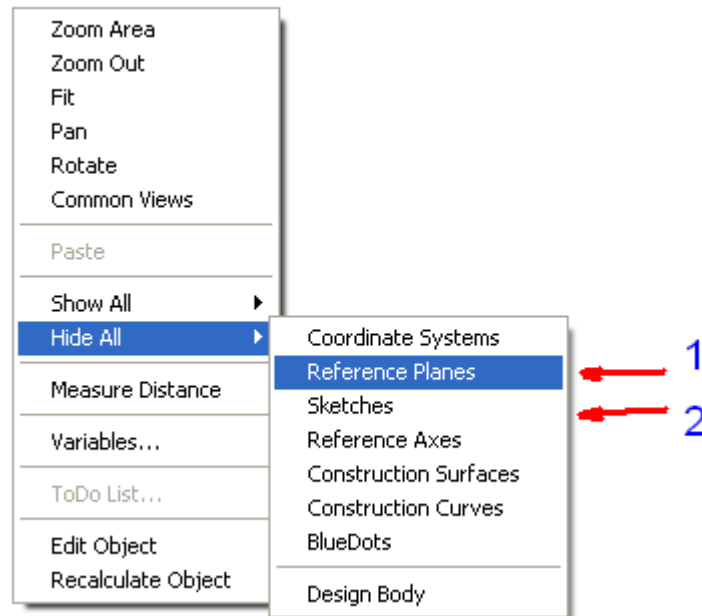 Zoom Area
Zoom Out
Fit
Pan
Rotate
Common Views
Paste
Show All
Hide All
Measure Distance
Variables...
ToDo List...
Edit Object
Recalculate Object
Coordinate Systems
Reference Planes
Sketches
Reference Axes
Construction Surfaces
Construction Curves
BlueDots
Design Body
1
2